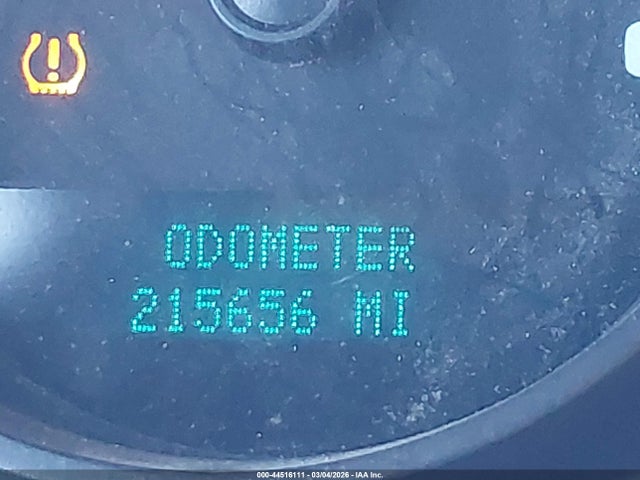 ODOMETER
215656 MI
000-44516111 - 03/04/2026 - IAA Inc.